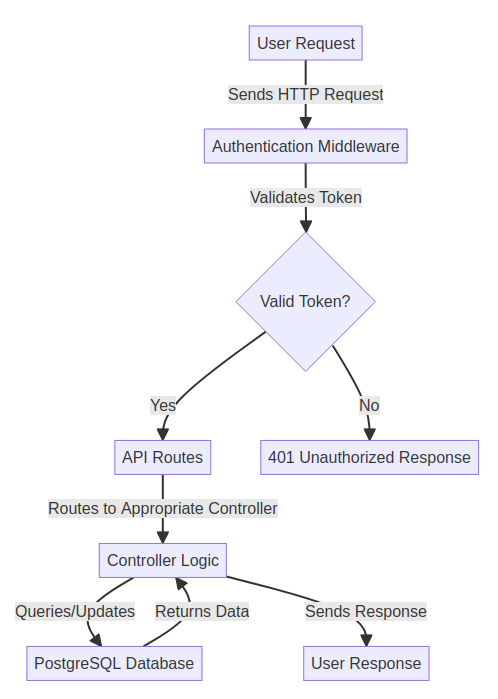 User Request
Sends HTTP Request
Authentication Middleware
Validates Token
Valid Token?
Yes
No
API Routes
401 Unauthorized Response
Routes to Appropriate Controller
Controller Logic
Queries/Updates
Returns Data
Sends Response
PostgreSQL Database
User Response